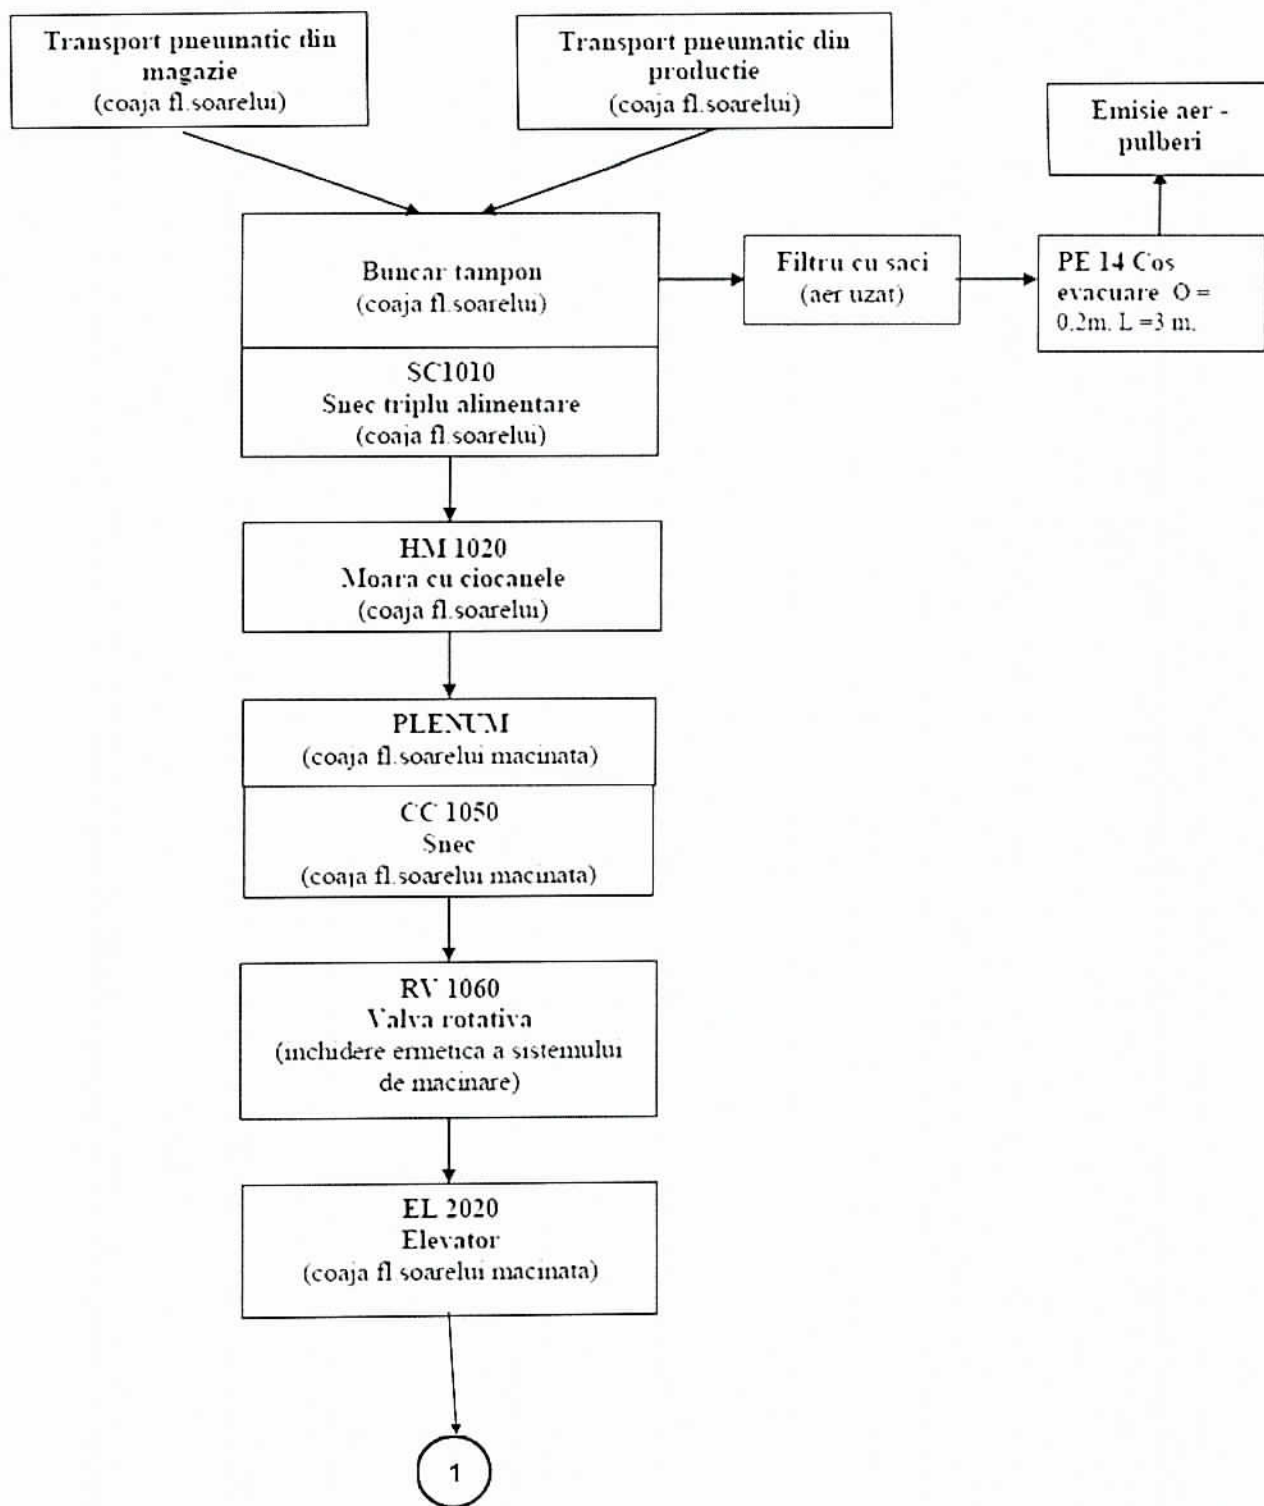 Transport pneumatic din
magazie
(coaja fl.soarelui)
Transport pneumatic din
productie
(coaja fl.soarelui)
Emisie aer -
pulberi
Buncar tampon
(coaja fl.soarelui)
Filtru cu saci
(aer uzat)
PE 14 Cos
evacuare O =
0.2m. L =3 m.
SC1010
Snec triplu alimentare
(coaja fl.soarelui)
HM 1020
Moara cu ciocanele
(coaja fl.soarelui)
PLENUM
(coaja fl.soarelui macinata)
CC 1050
Snec
(coaja fl.soarelui macinata)
RV 1060
Valva rotativa
(includere ermetica a sistemului
de macinare)
EL 2020
Elevator
(coaja fl soarelui macinata)
1